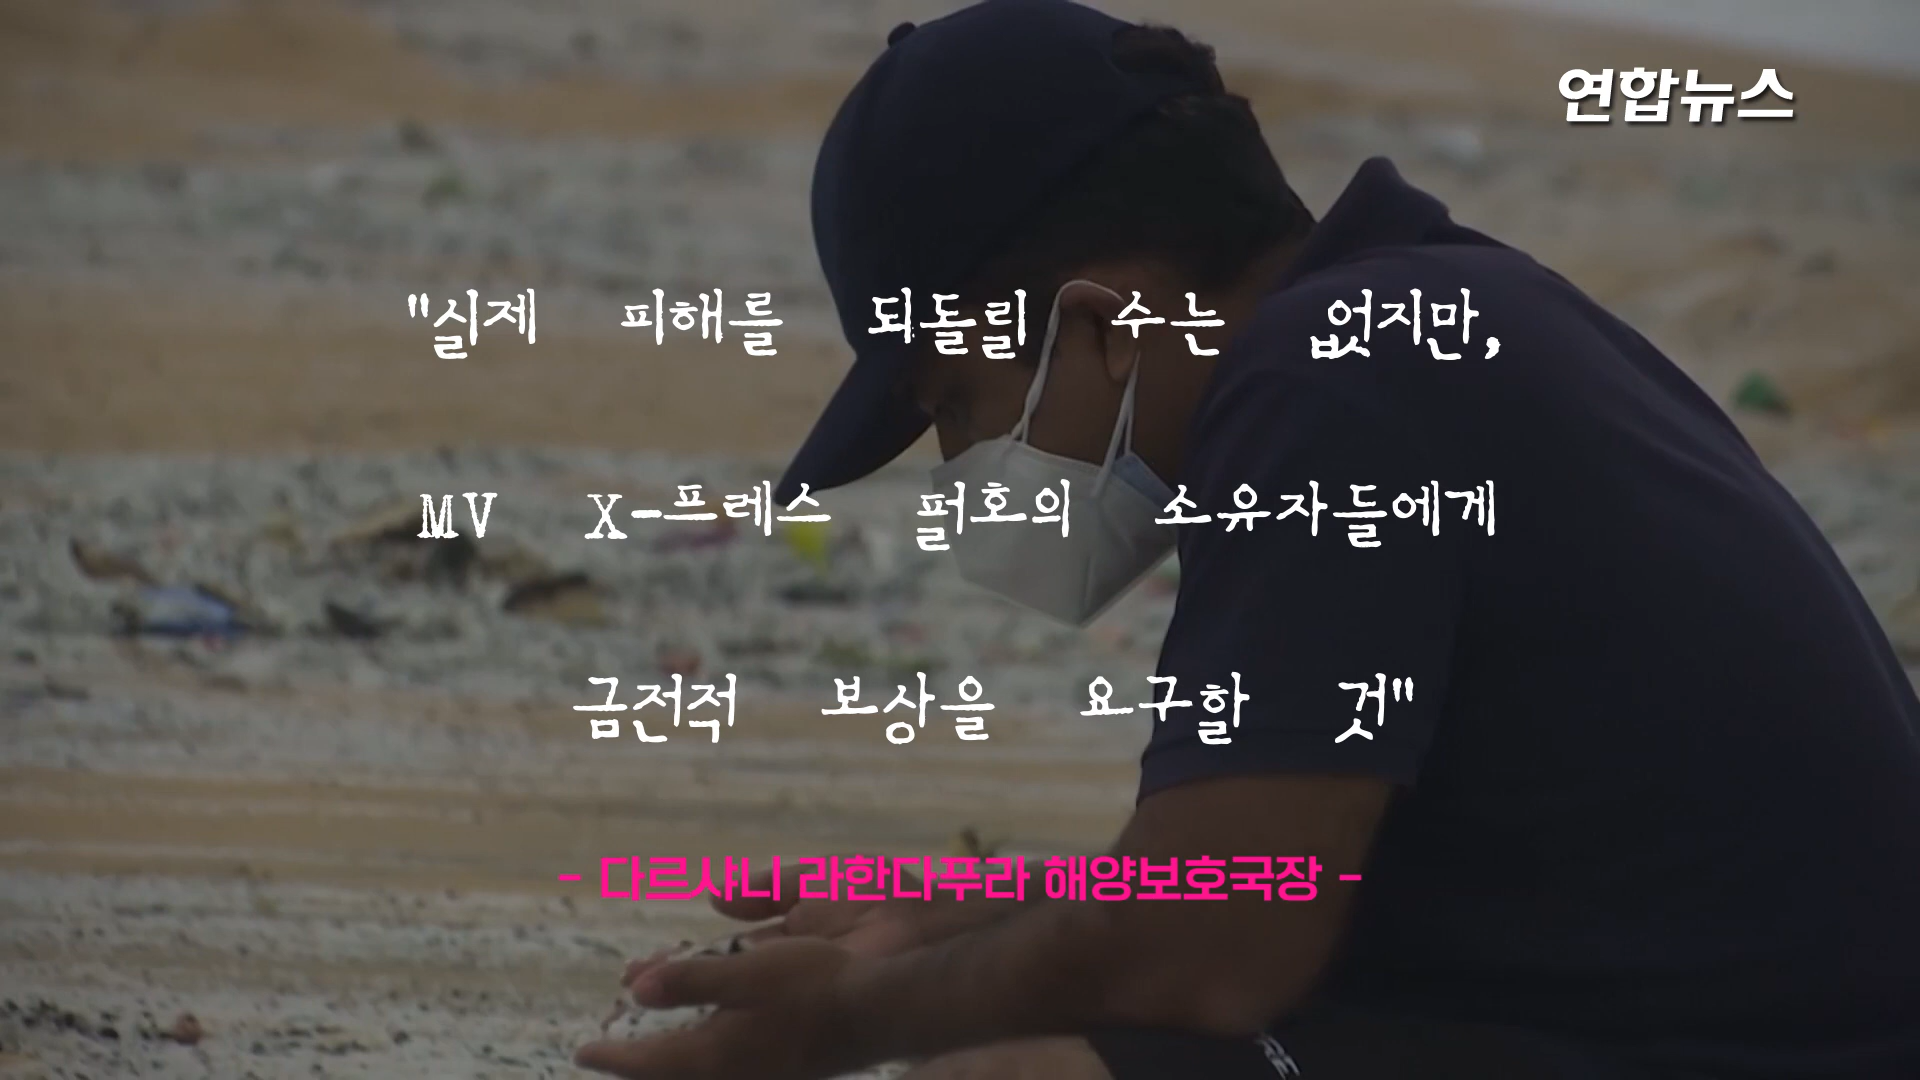 연합뉴스
"실제 피해를 되돌릴 수는 없지만,
MV X-프레스 펄호의 소유자들에게
금전적 보상을 요구할 것"
- 다르샤니 라한다푸라 해양보호국장 -